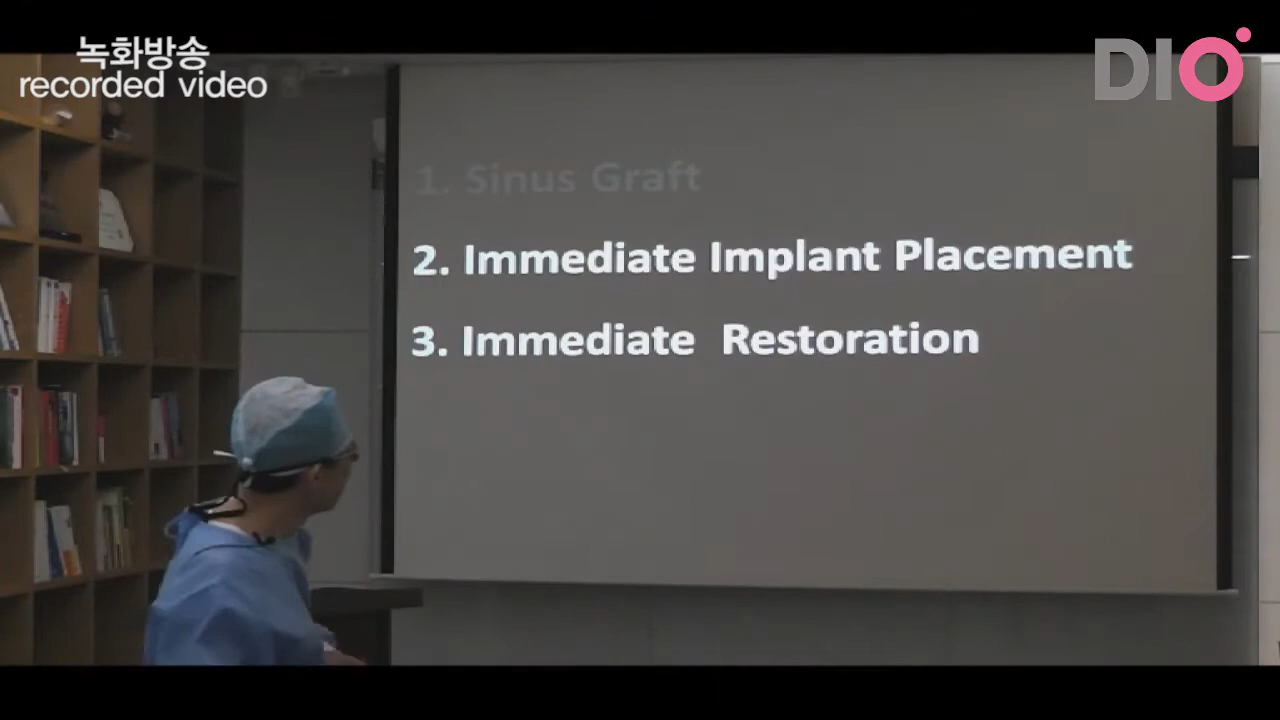 녹화방송
recorded video
DIO
1. Sinus Graft
2. Immediate Implant Placement
3. Immediate Restoration